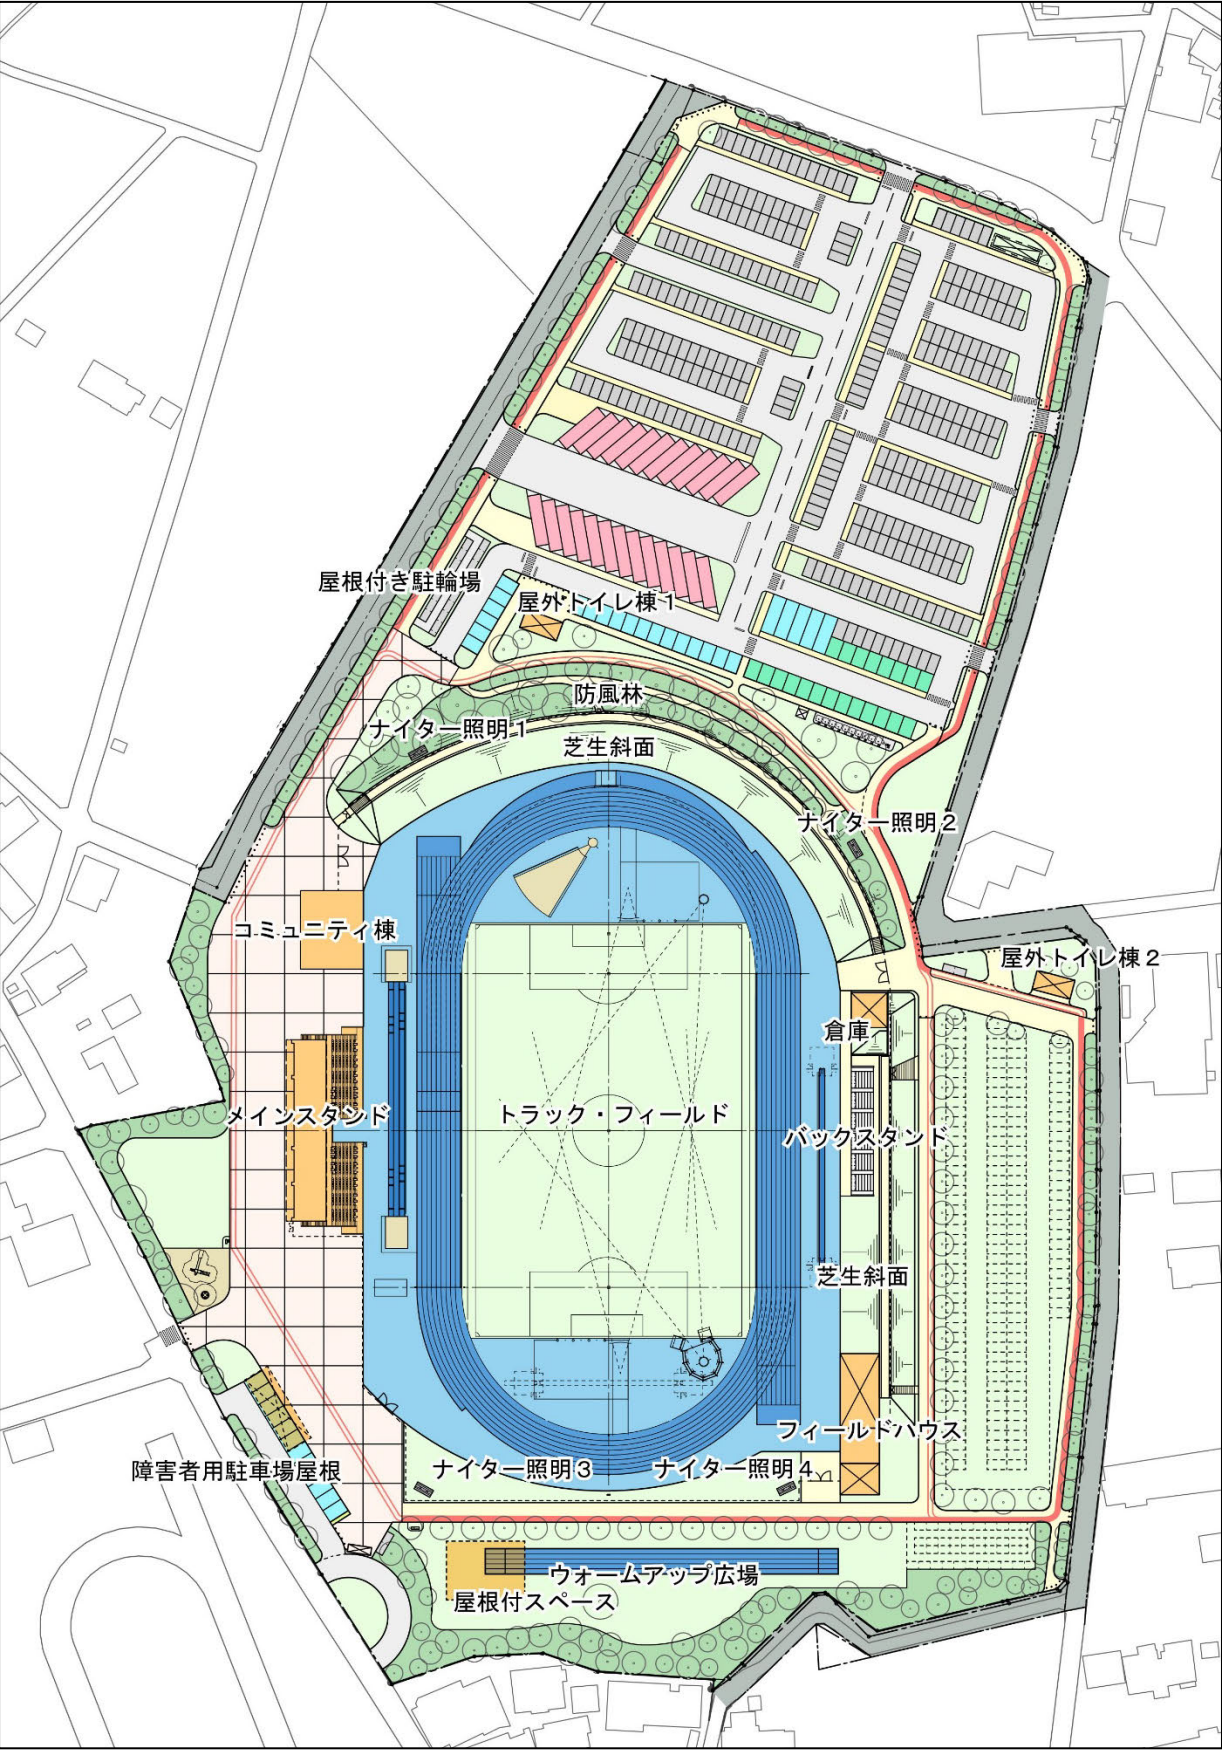 屋根付き駐輪場
屋外トイレ棟1
防風林
ナイター照明1
芝生斜面
ナイター照明2
コミュニティ棟
屋外トイレ棟2
倉庫
メインスタンド
トラック・フィールド
バックスタンド
芝生斜面
フィールドハウス
障害者用駐車場屋根
ナイター照明3
ナイター照明4
ウォームアップ広場
屋根付スペース